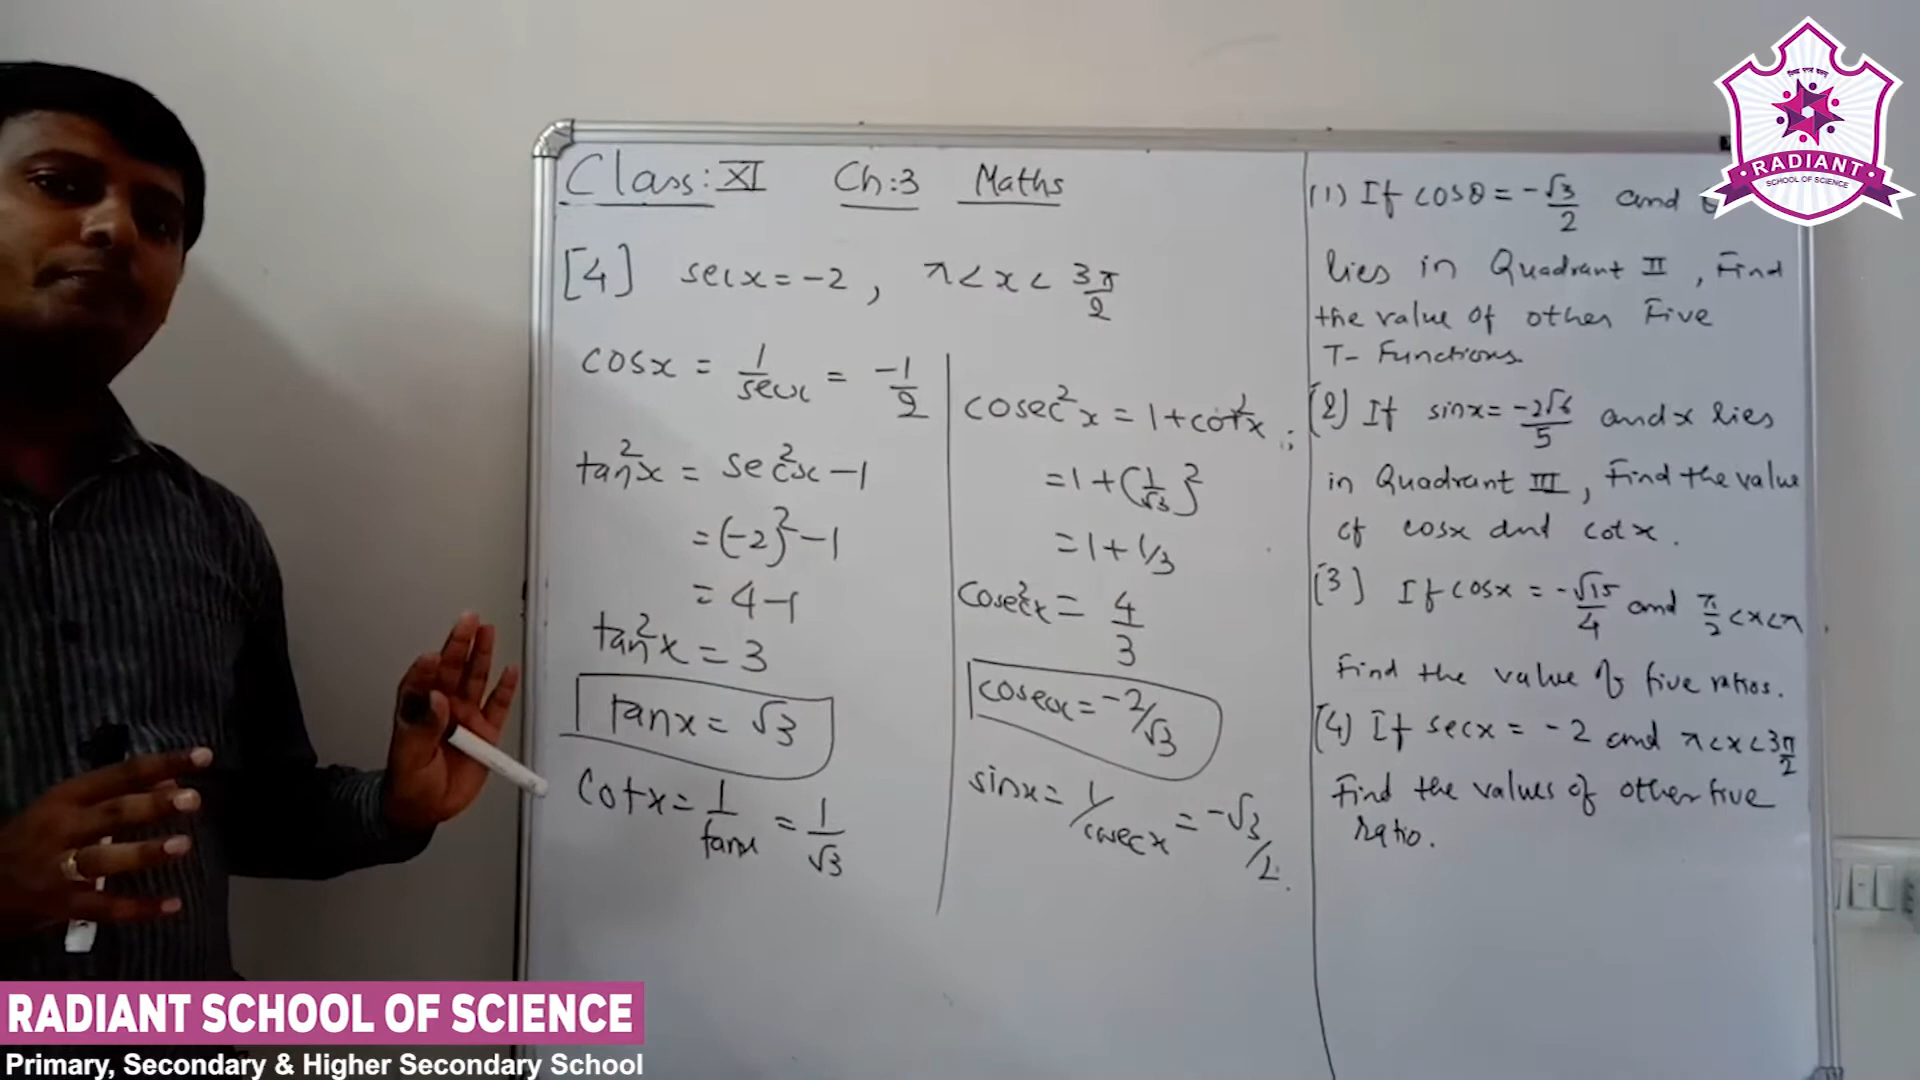 Class: XI Ch:3 Maths
[4] secx = -2, π < x < 3π/2
cosx = 1/secx = -1/2
tan²x = sec²x - 1
= (-2)² - 1
= 4-1
tan²x = 3
tanx = √3
cotx = 1/tanx = 1/√3
cosec²x = 1 + cot²x ;
= 1 + (1/√3)²
= 1 + 1/3
cosec²x = 4/3
cosecx = -2/√3
sinx = 1/cosecx = -√3/2.
(1) If cosθ = -√3/2 and
lies in Quadrant II, Find
the value of other Five
T- Functions.
(2) If sinx = -2√6/5 and x lies
in Quadrant III, Find the value
of cosx and cotx.
(3) If cosx = -√15/4 and π/2 < x < π
Find the value of five ratios.
(4) If secx = -2 and π < x < 3π/2
Find the values of other five
ratio.
RADIANT
SCHOOL OF SCIENCE
RADIANT SCHOOL OF SCIENCE
Primary, Secondary & Higher Secondary School